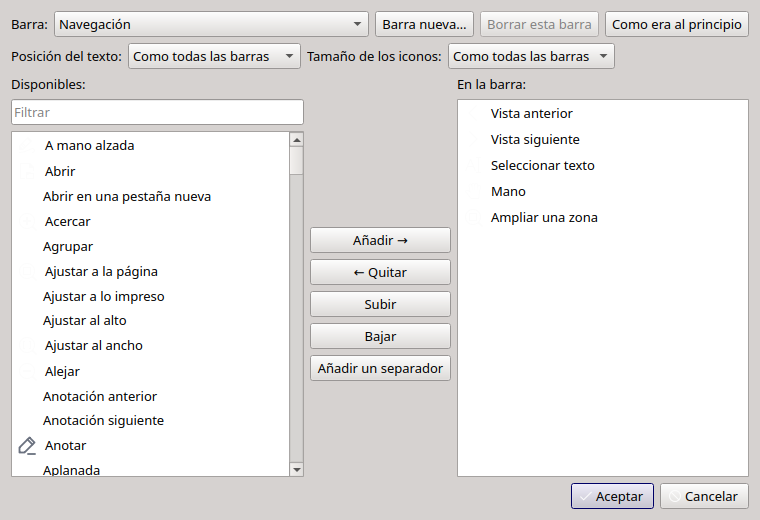 Barra: Navegación Barra nueva... Borrar esta barra Como era al principio
Posición del texto: Como todas las barras Tamaño de los iconos: Como todas las barras
Disponibles:
Filtrar
A mano alzada
Abrir
Abrir en una pestaña nueva
Acercar
Agrupar
Ajustar a la página
Ajustar a lo impreso
Ajustar al alto
Ajustar al ancho
Alejar
Anotación anterior
Anotación siguiente
Anotar
Aplanada
Añadir →
← Quitar
Subir
Bajar
Añadir un separador
En la barra:
Vista anterior
Vista siguiente
Seleccionar texto
Mano
Ampliar una zona
Aceptar Cancelar